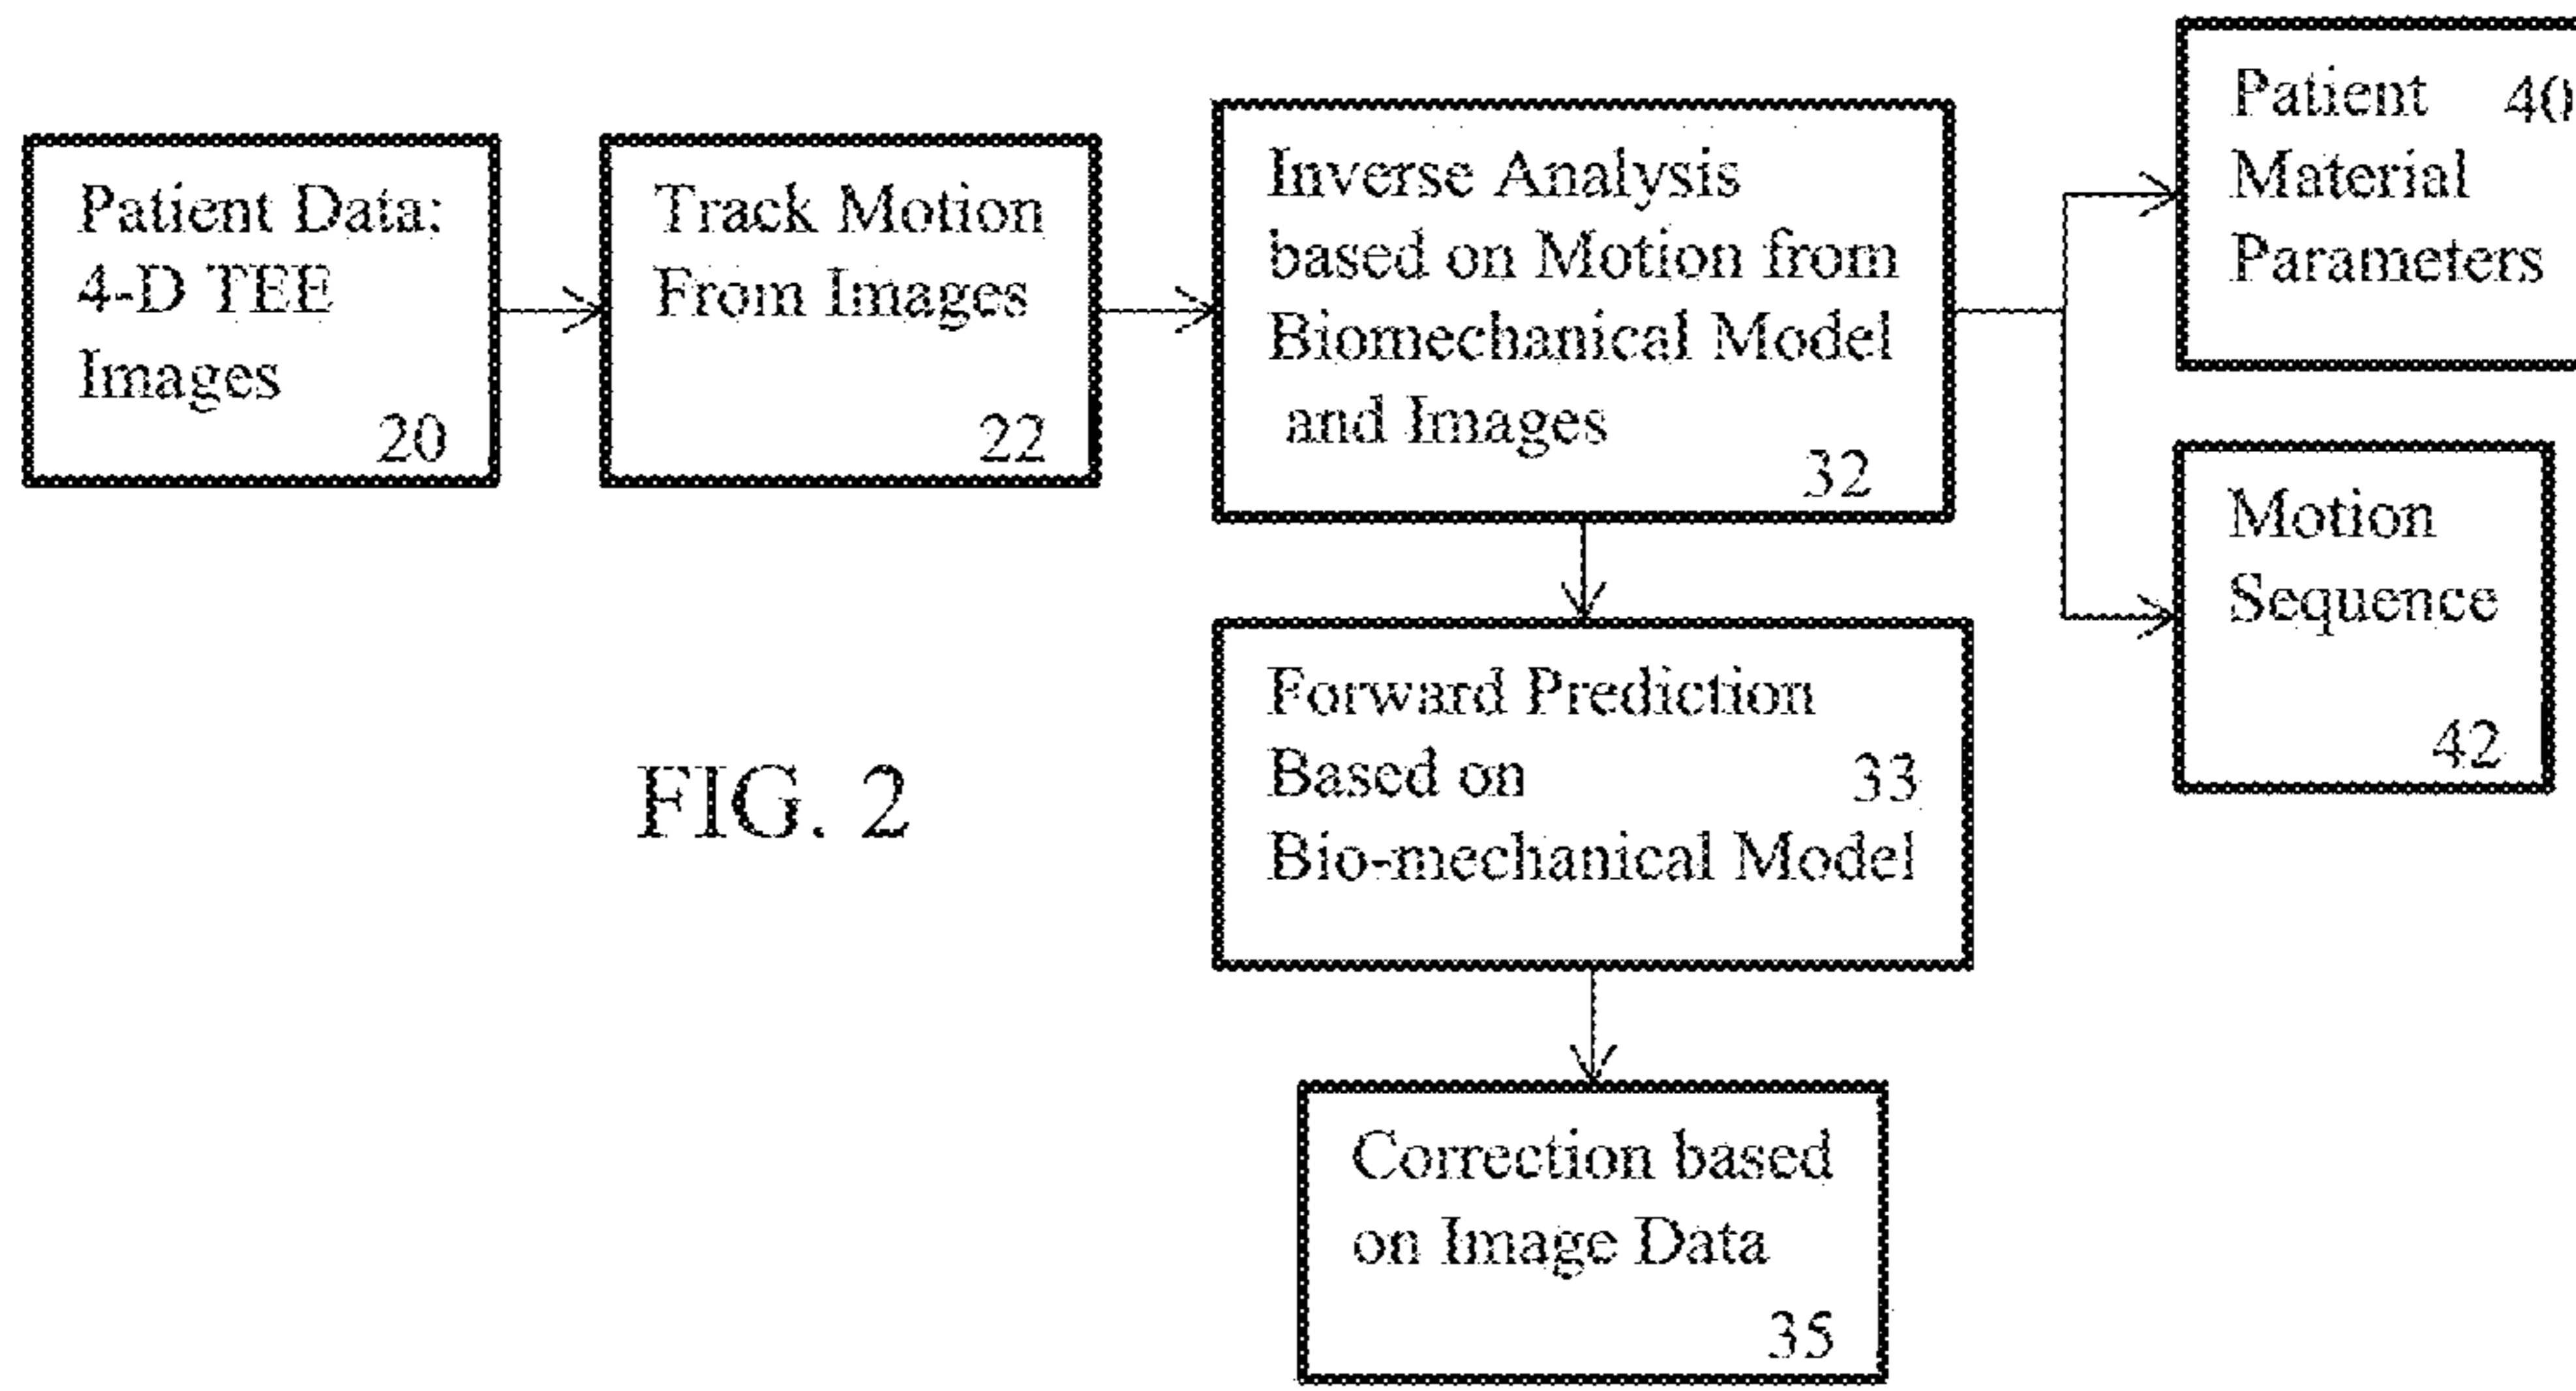 Patient Data:
4-D TEE
Images
20
Track Motion
From Images
22
Inverse Analysis
based on Motion from
Biomechanical Model
and Images
32
Patient 40
Material
Parameters
Motion
Sequence
42
Forward Prediction
Based on 33
Bio-mechanical Model
Correction based
on Image Data
35
FIG. 2